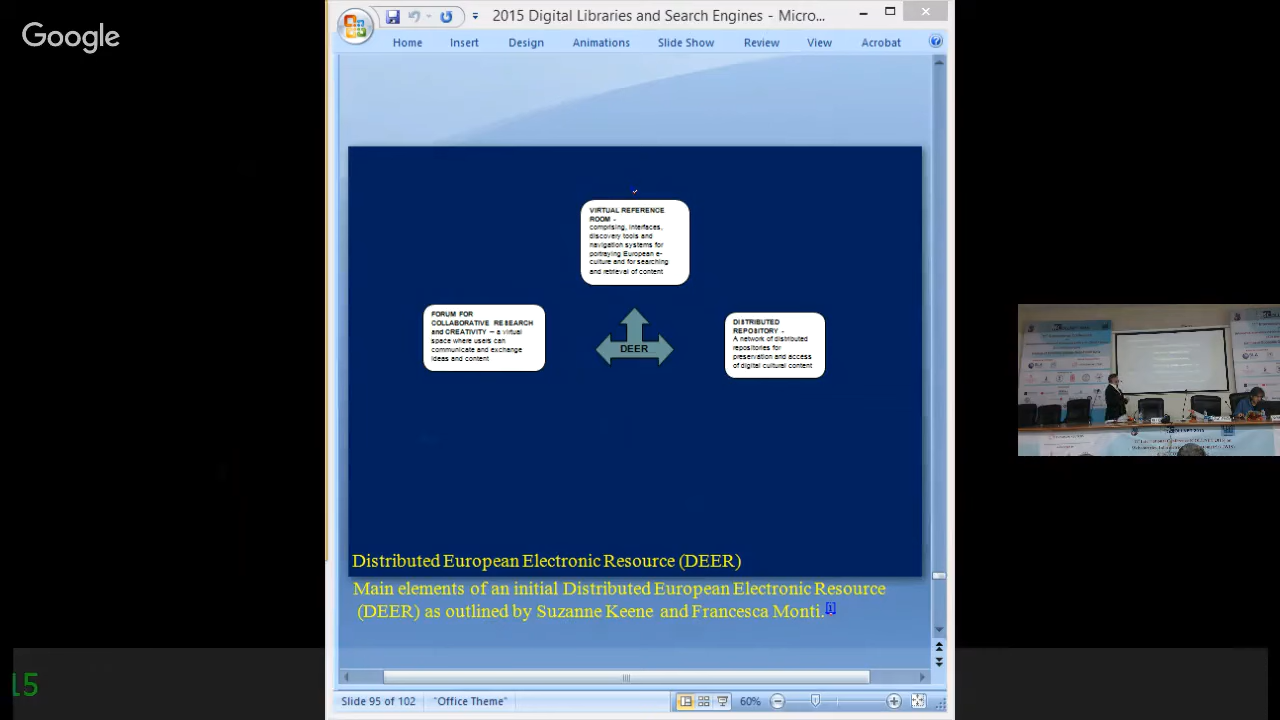 Google
2015 Digital Libraries and Search Engines - Micro...
Home Insert Design Animations Slide Show Review View Acrobat
VIRTUAL REFERENCE
ROOM -
comprising, interfaces,
discovery tools and
navigation systems for
portraying European e-
culture and for searching
and retrieval of content
FORUM FOR
COLLABORATIVE RESEARCH
and CREATIVITY – a virtual
space where users can
communicate and exchange
ideas and content
DEER
DISTRIBUTED
REPOSITORY -
A network of distributed
repositories for
preservation and access
of digital cultural content
Distributed European Electronic Resource (DEER)
Main elements of an initial Distributed European Electronic Resource
(DEER) as outlined by Suzanne Keene and Francesca Monti.[1]
15
Slide 95 of 102 "Office Theme" 60%